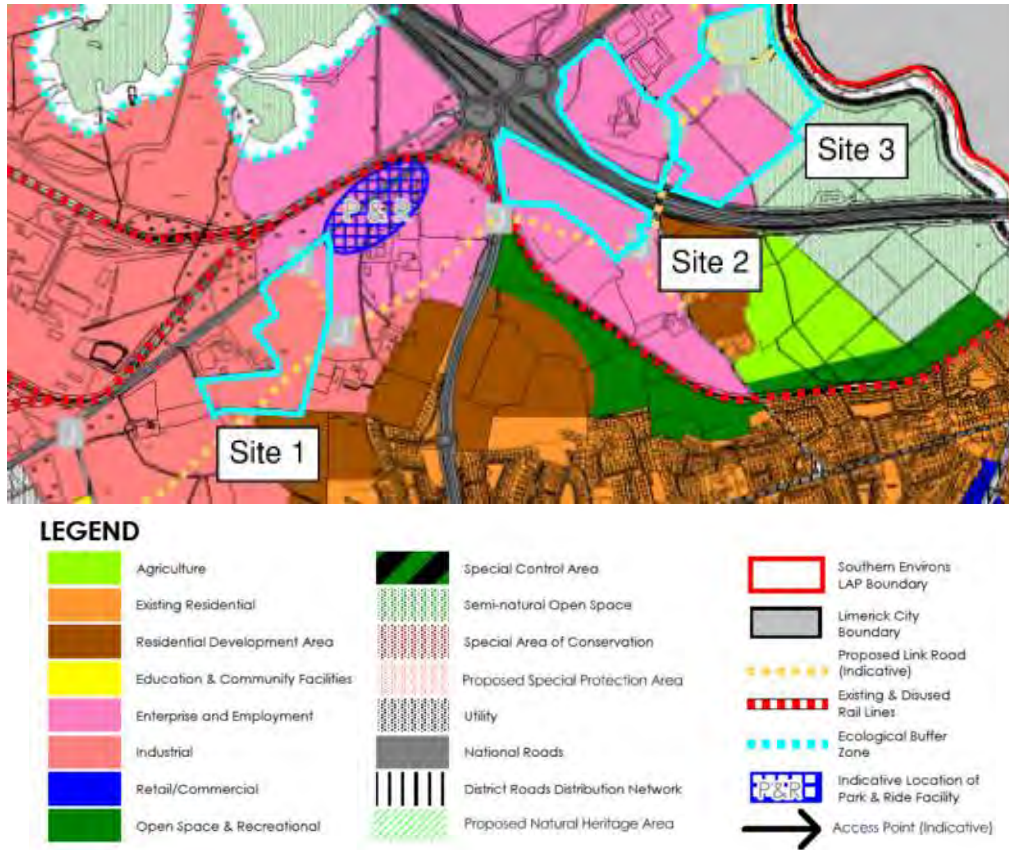 P & R
Site 3
Site 2
Site 1
LEGEND
Agriculture
Existing Residential
Residential Development Area
Education & Community Facilities
Enterprise and Employment
Industrial
Retail/Commercial
Open Space & Recreational
Special Control Area
Semi-natural Open Space
Special Area of Conservation
Proposed Special Protection Area
Utility
National Roads
District Roads Distribution Network
Proposed Natural Heritage Area
Southern Environs
LAP Boundary
Limerick City
Boundary
Proposed Link Road
(Indicative)
Existing & Disused
Rail Lines
Ecological Buffer
Zone
P&R
Indicative Location of
Park & Ride Facility
Access Point (Indicative)